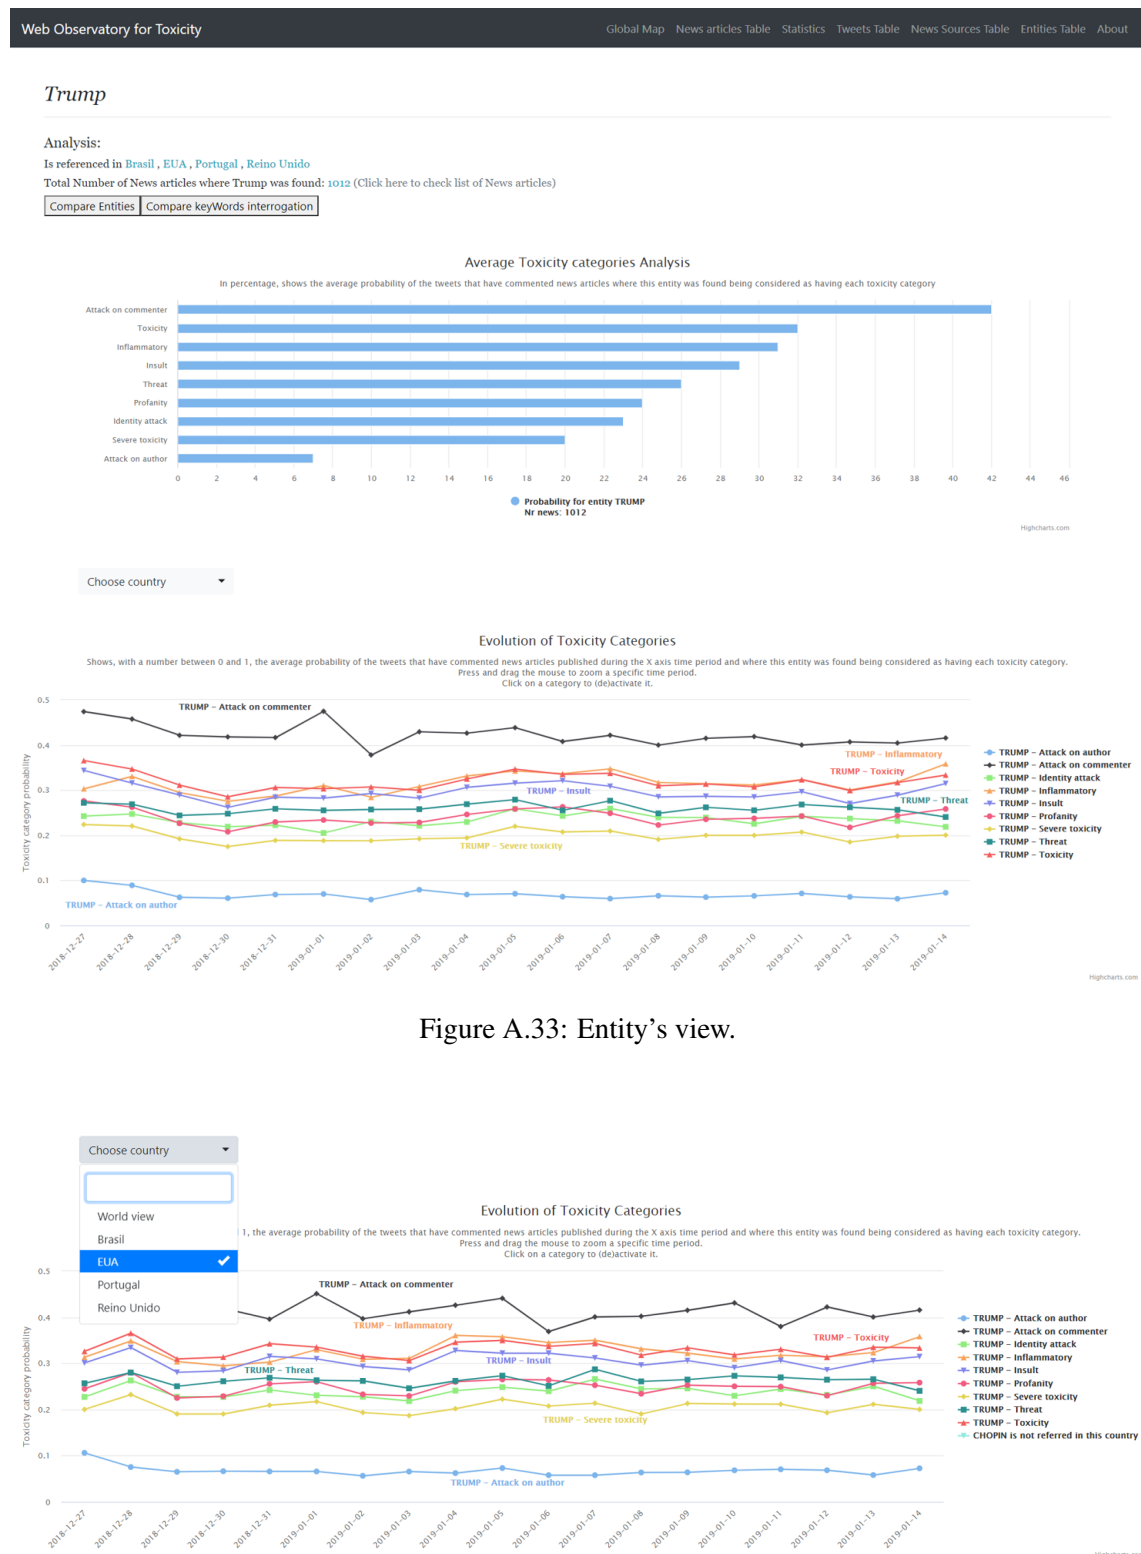 Web Observatory for Toxicity
Global Map News articles Table Statistics Tweets Table News Sources Table Entities Table About
Trump
Analysis:
Is referenced in Brasil , EUA , Portugal , Reino Unido
Total Number of News articles where Trump was found: 1012 (Click here to check list of News articles)
Compare Entities Compare keyWords interrogation
Average Toxicity categories Analysis
In percentage, shows the average probability of the tweets that have commented news articles where this entity was found being considered as having each toxicity category
Attack on commenter
Toxicity
Inflammatory
Insult
Threat
Profanity
Identity attack
Severe toxicity
Attack on author
0 2 4 6 8 10 12 14 16 18 20 22 24 26 28 30 32 34 36 38 40 42 44 46
Probability for entity TRUMP
Nr news: 1012
Highcharts.com
Choose country
Evolution of Toxicity Categories
Shows, with a number between 0 and 1, the average probability of the tweets that have commented news articles published during the X axis time period and where this entity was found being considered as having each toxicity category.
Press and drag the mouse to zoom a specific time period.
Click on a category to (de)activate it.
Toxicity category probability
0.5
0.4
0.3
0.2
0.1
0
TRUMP – Attack on commenter
TRUMP – Inflammatory
TRUMP – Toxicity
TRUMP – Insult
TRUMP – Threat
TRUMP – Severe toxicity
TRUMP – Attack on author
TRUMP – Attack on author
TRUMP – Attack on commenter
TRUMP – Identity attack
TRUMP – Inflammatory
TRUMP – Insult
TRUMP – Profanity
TRUMP – Severe toxicity
TRUMP – Threat
TRUMP – Toxicity
2018-12-27 2018-12-28 2018-12-29 2018-12-30 2018-12-31 2019-01-01 2019-01-02 2019-01-03 2019-01-04 2019-01-05 2019-01-06 2019-01-07 2019-01-08 2019-01-09 2019-01-10 2019-01-11 2019-01-12 2019-01-13 2019-01-14
Highcharts.com
Figure A.33: Entity's view.
Choose country
World view
Brasil
EUA
Portugal
Reino Unido
Evolution of Toxicity Categories
1, the average probability of the tweets that have commented news articles published during the X axis time period and where this entity was found being considered as having each toxicity category.
Press and drag the mouse to zoom a specific time period.
Click on a category to (de)activate it.
Toxicity category probability
0.5
0.4
0.3
0.2
0.1
0
TRUMP – Attack on commenter
TRUMP – Inflammatory
TRUMP – Toxicity
TRUMP – Insult
TRUMP – Threat
TRUMP – Severe toxicity
TRUMP – Attack on author
TRUMP – Attack on author
TRUMP – Attack on commenter
TRUMP – Identity attack
TRUMP – Inflammatory
TRUMP – Insult
TRUMP – Profanity
TRUMP – Severe toxicity
TRUMP – Threat
TRUMP – Toxicity
CHOPIN is not referred in this country
2018-12-27 2018-12-28 2018-12-29 2018-12-30 2018-12-31 2019-01-01 2019-01-02 2019-01-03 2019-01-04 2019-01-05 2019-01-06 2019-01-07 2019-01-08 2019-01-09 2019-01-10 2019-01-11 2019-01-12 2019-01-13 2019-01-14